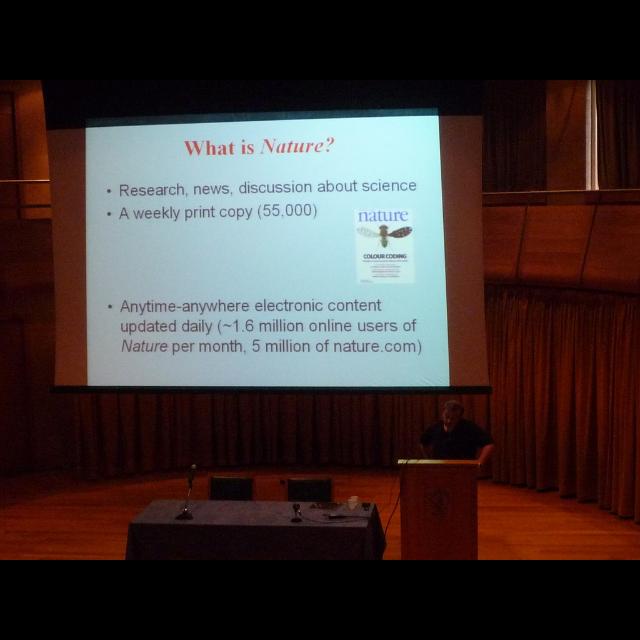 What is Nature?
• Research, news, discussion about science
• A weekly print copy (55,000)
nature
COLOUR CODING
• Anytime-anywhere electronic content
updated daily (~1.6 million online users of
Nature per month, 5 million of nature.com)